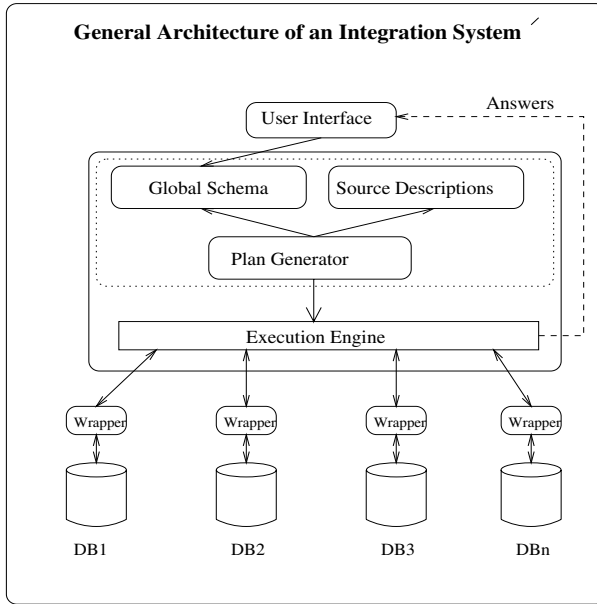 General Architecture of an Integration System
Answers
User Interface
Global Schema
Source Descriptions
Plan Generator
Execution Engine
Wrapper
Wrapper
Wrapper
Wrapper
DB1
DB2
DB3
DBn